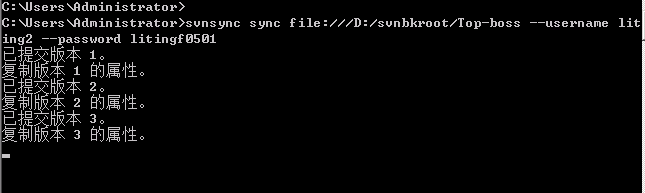 C:\Users\Administrator>
C:\Users\Administrator>svnsync sync file:///D:/svnbkroot/Top-boss --username lit
ing2 --password litingf0501
已提交版本 1。
复制版本 1 的属性。
已提交版本 2。
复制版本 2 的属性。
已提交版本 3。
复制版本 3 的属性。